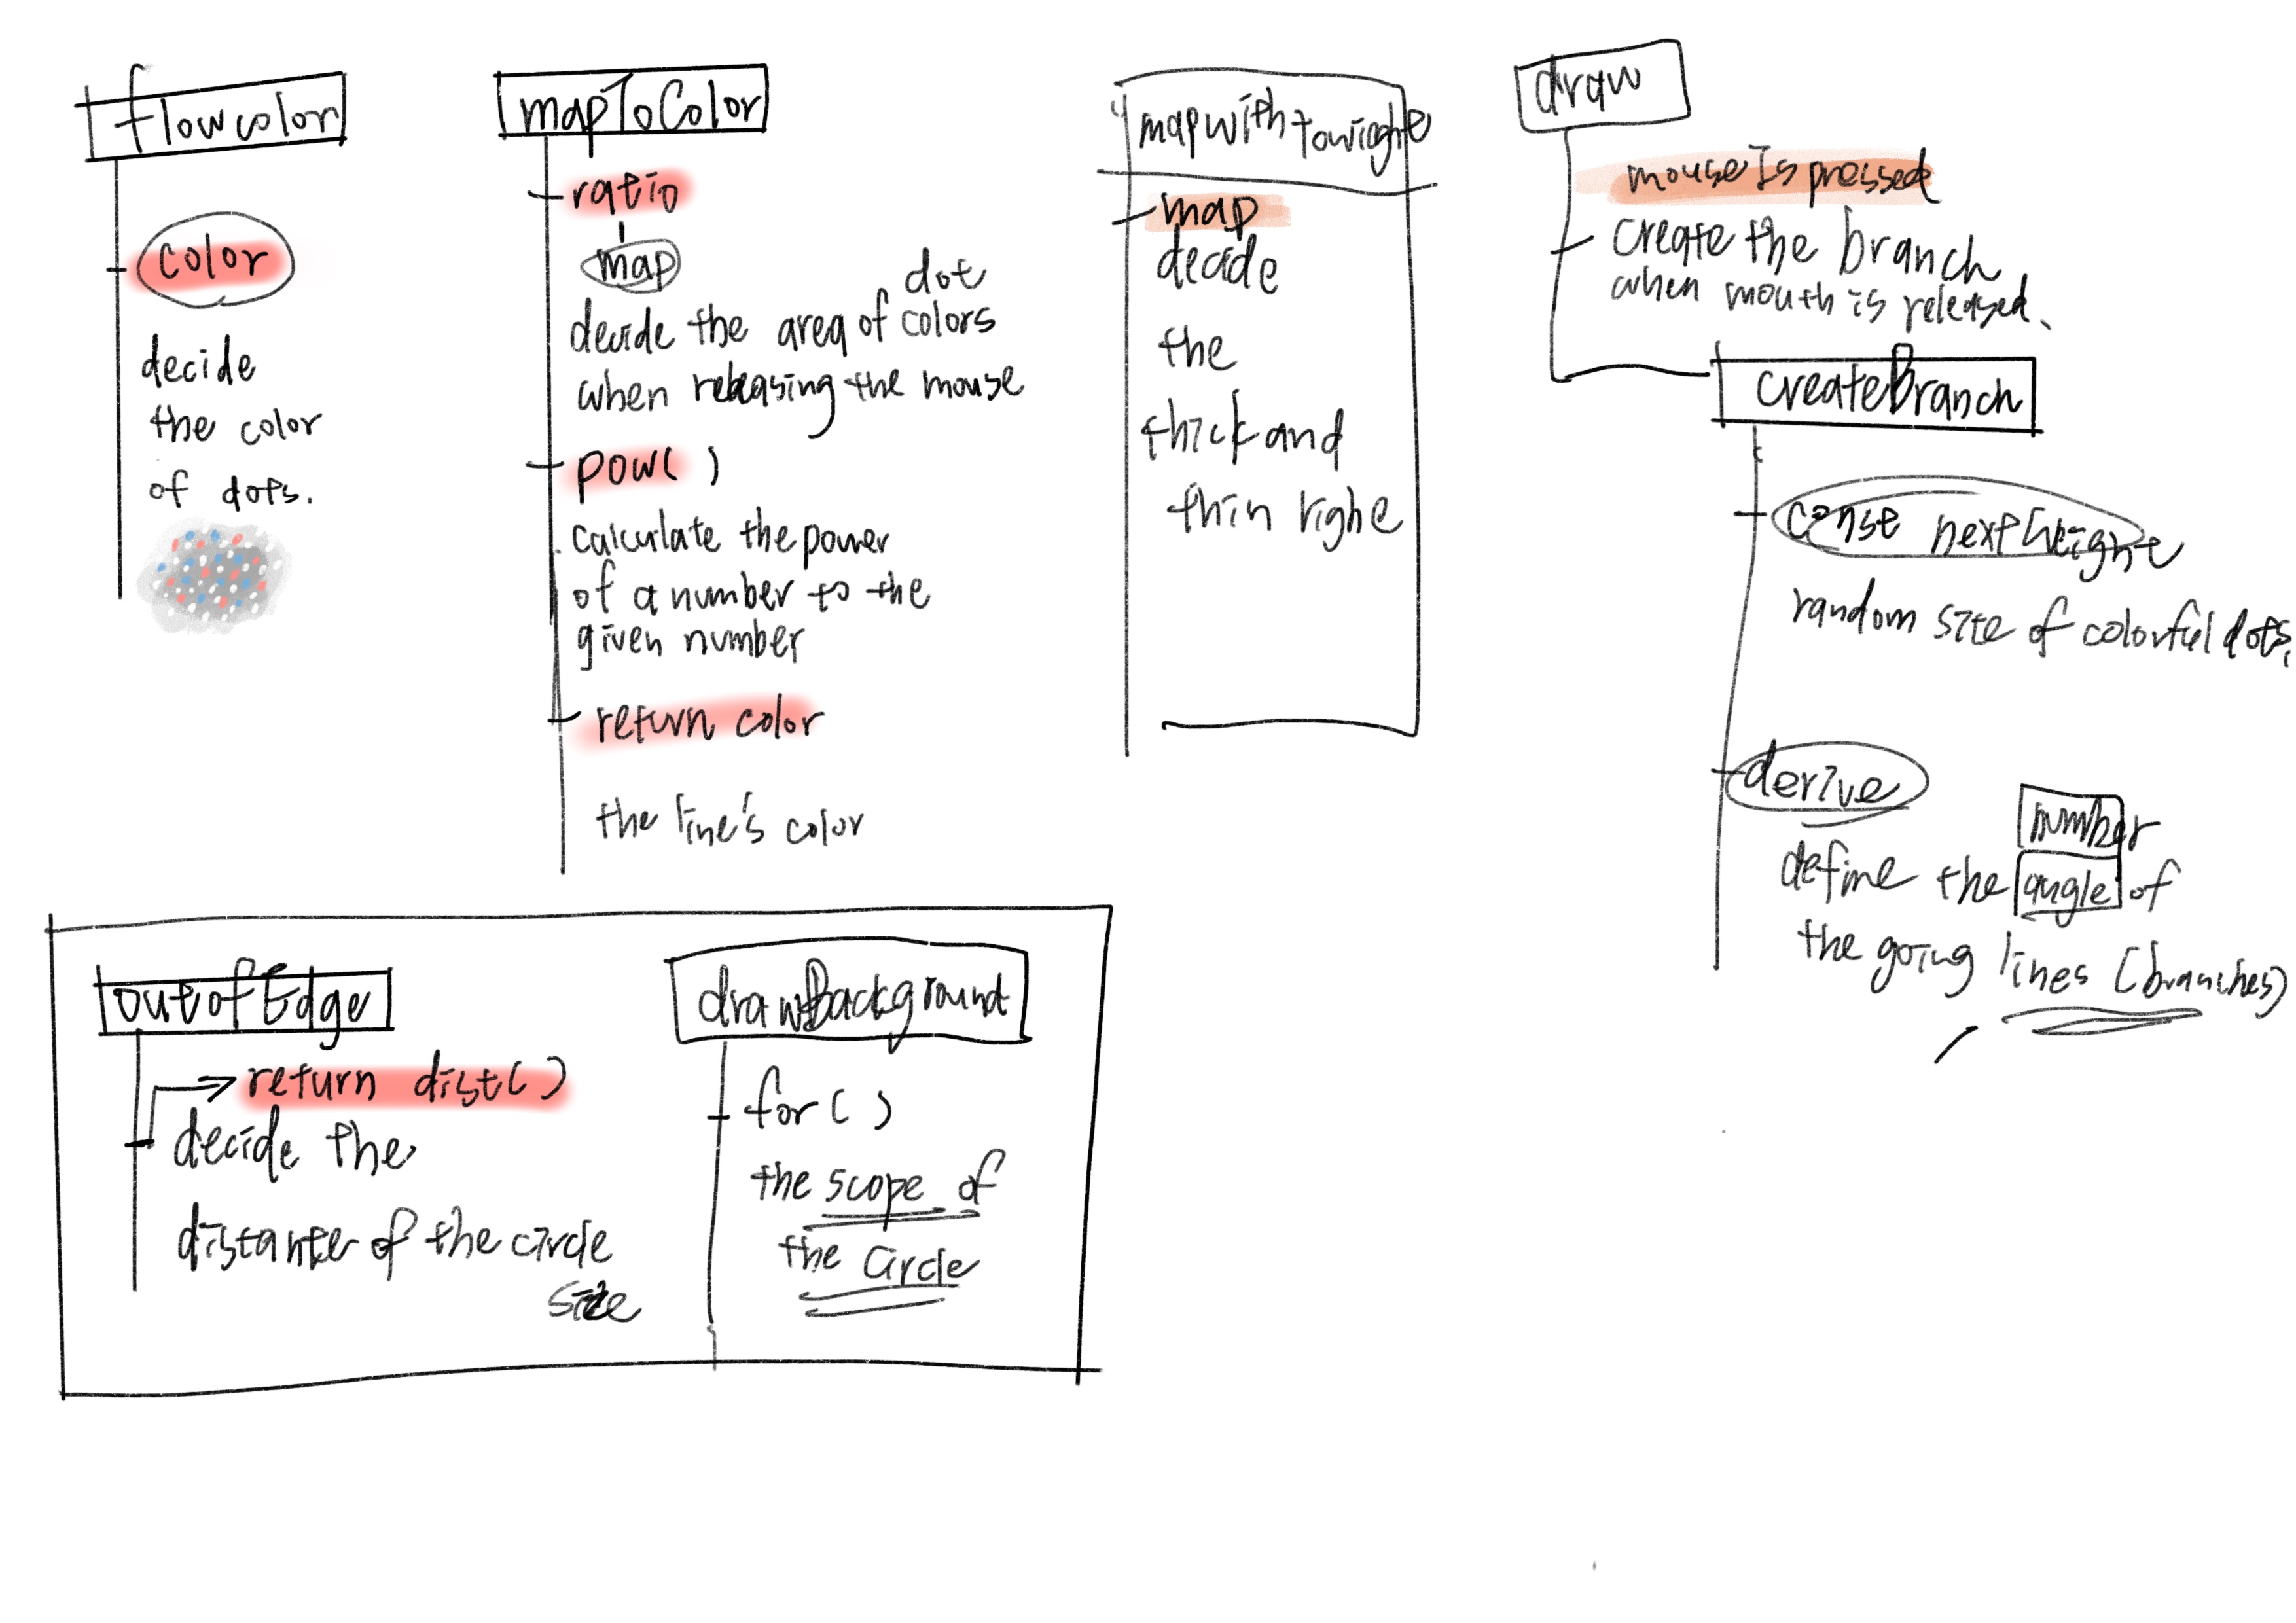 flowcolor
color
decide
the color
of dots.
mapToColor
ratio
map
dot
decide the area of colors
when releasing the mouse
pow( )
calculate the power
of a number to the
given number
return color
the line's color
mapwith
map
decide
the
thick and
thin righe
draw
mouseIspressed
create the branch
when mouth is released.
createBranch
conse nextWeight
random size of colorful dots.
derive
number
define the angle of
the going lines (branches)
outofEdge
return dist( )
decide the
distance of the circle
size
drawBackground
for ( )
the scope of
the circle